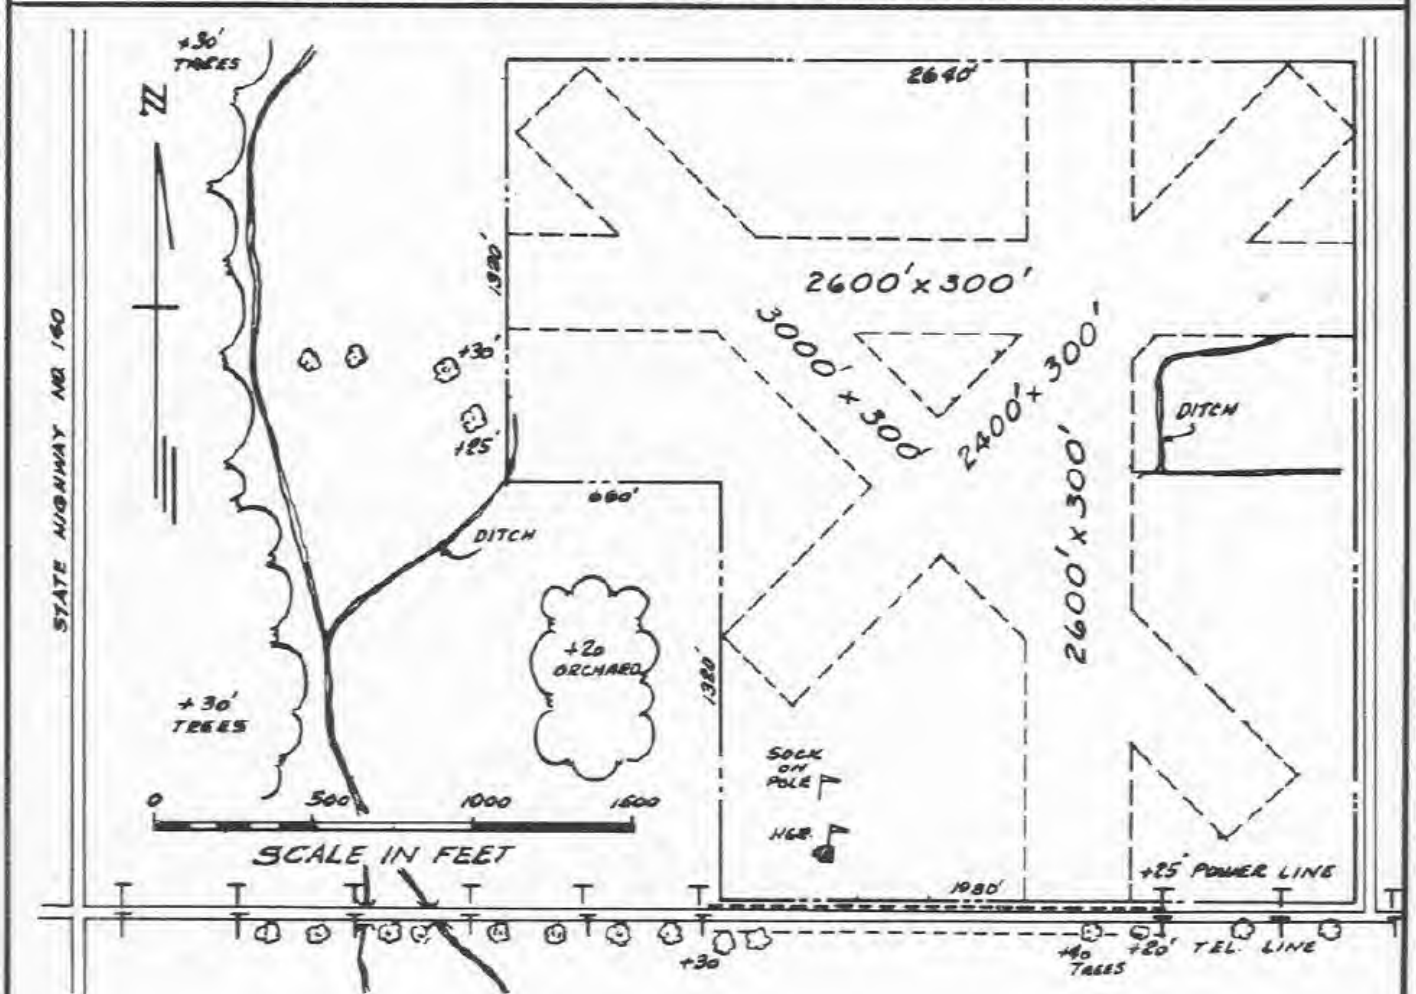 +30'
TREES
N
STATE HIGHWAY NO. 160
2640'
1320'
2600' x 300'
3000' x 300'
2400' x 300'
2600' x 300'
+30'
+25'
DITCH
660'
DITCH
+20
ORCHARD
1320'
+30'
TREES
SOCK
ON
POLE
HGR.
0 500 1000 1500
SCALE IN FEET
1980'
+25' POWER LINE
+30
+40
TREES
+20' TEL. LINE